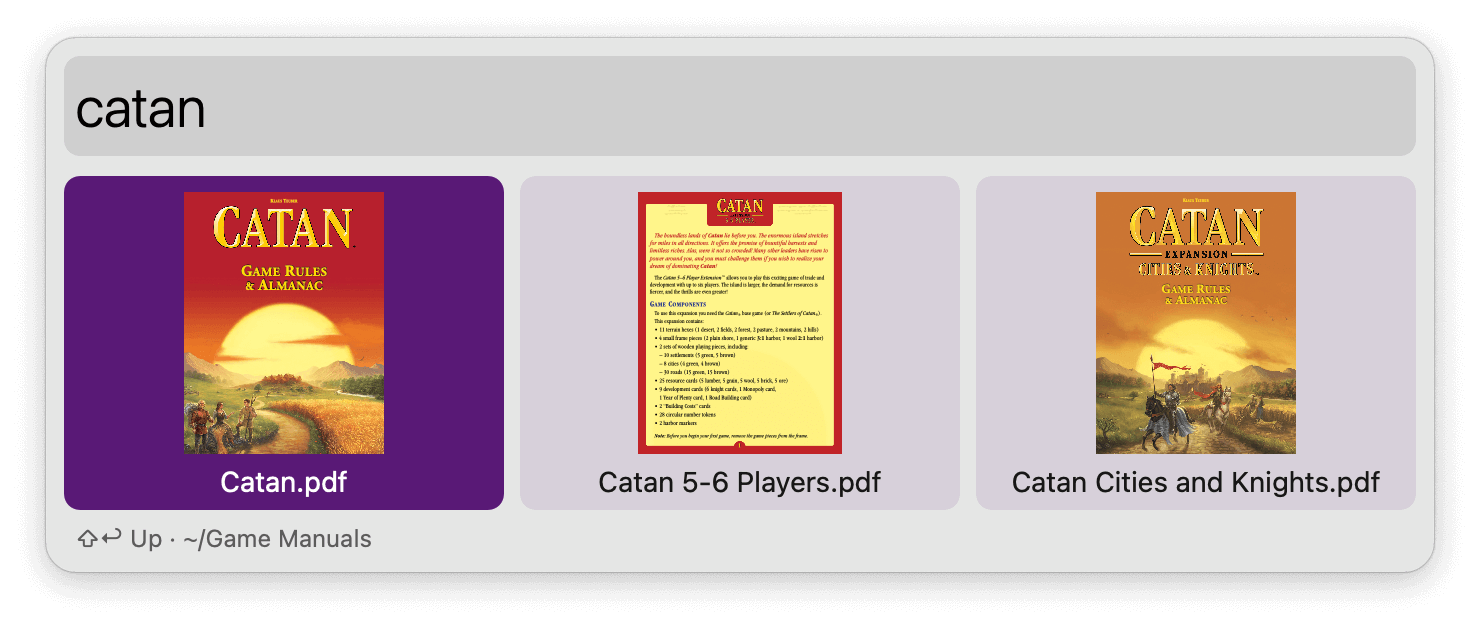 catan
KLAUS TEUBER
CATAN
GAME RULES
& ALMANAC
Catan.pdf
CATAN
The boundless lands of Catan lie before you. The enormous island stretches
for miles in all directions. It offers the promise of bountiful harvests and
limitless riches. Alas, were it not so crowded! Many other leaders have risen to
power around you, and you must challenge them if you wish to realize your
dream of dominating Catan!
The Catan 5–6 Player Extension™ allows you to play this exciting game of trade and
development with up to six players. The island is larger, the demand for resources is
fiercer, and the thrills are even greater!
GAME COMPONENTS
To use this expansion you need the Catan® base game (or The Settlers of Catan®).
This expansion contains:
• 11 terrain hexes (1 desert, 2 fields, 2 forest, 2 pasture, 2 mountains, 2 hills)
• 4 small frame pieces (2 plain shore, 1 generic 3:1 harbor, 1 wool 2:1 harbor)
• 2 sets of wooden playing pieces, including
– 10 settlements (5 green, 5 brown)
– 8 cities (4 green, 4 brown)
– 30 roads (15 green, 15 brown)
• 25 resource cards (5 lumber, 5 grain, 5 wool, 5 brick, 5 ore)
• 9 development cards (6 knight cards, 1 Monopoly card,
1 Year of Plenty card, 1 Road Building card)
• 2 "Building Costs" cards
• 28 circular number tokens
• 2 harbor markers
Note: Before you begin your first game, remove the game pieces from the frame.
1
Catan 5-6 Players.pdf
KLAUS TEUBER
CATAN
EXPANSION
CITIES & KNIGHTS™
GAME RULES
& ALMANAC
Catan Cities and Knights.pdf
⇧↩ Up · ~/Game Manuals